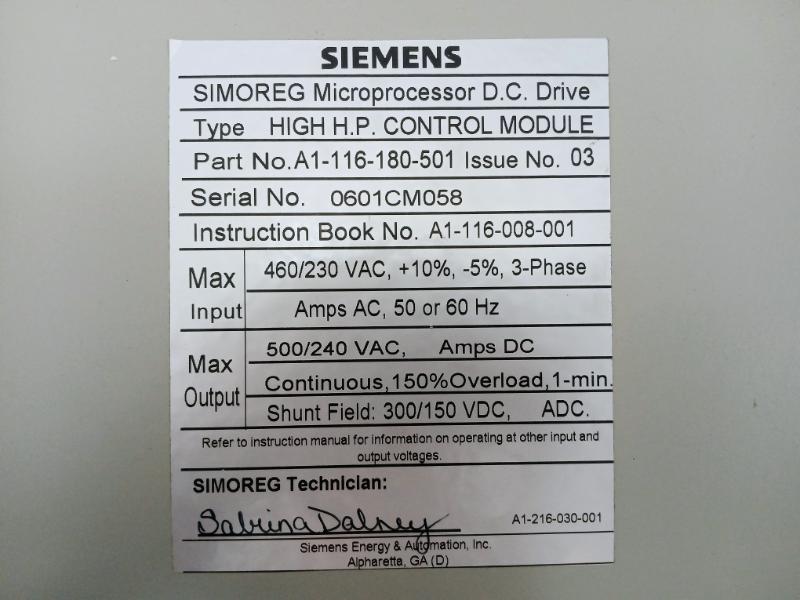 SIEMENS
SIMOREG Microprocessor D.C. Drive
Type HIGH H.P. CONTROL MODULE
Part No.A1-116-180-501 Issue No. 03
Serial No. 0601CM058
Instruction Book No. A1-116-008-001
Max Input
460/230 VAC, +10%, -5%, 3-Phase
Amps AC, 50 or 60 Hz
Max Output
500/240 VAC, Amps DC
Continuous,150%Overload,1-min.
Shunt Field: 300/150 VDC, ADC.
Refer to instruction manual for information on operating at other input and
output voltages.
SIMOREG Technician:
Sabrina Dalney
A1-216-030-001
Siemens Energy & Automation, Inc.
Alpharetta, GA (D)